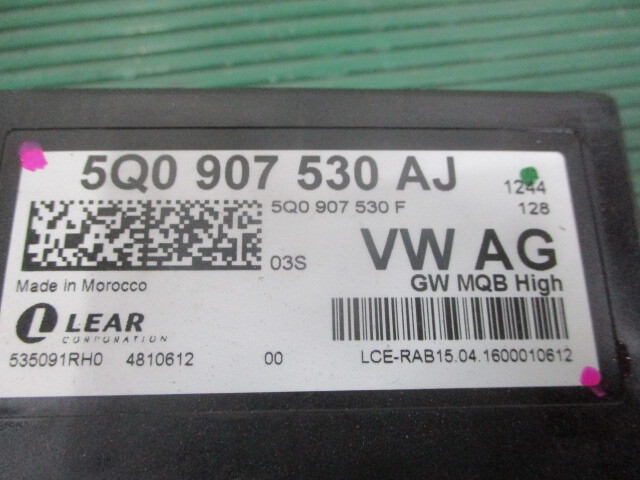 5Q0 907 530 AJ
1244
5Q0 907 530 F
128
03S
VW AG
Made in Morocco
GW MQB High
LEAR
CORPORATION
535091RH0 4810612 00
LCE-RAB15.04.1600010612